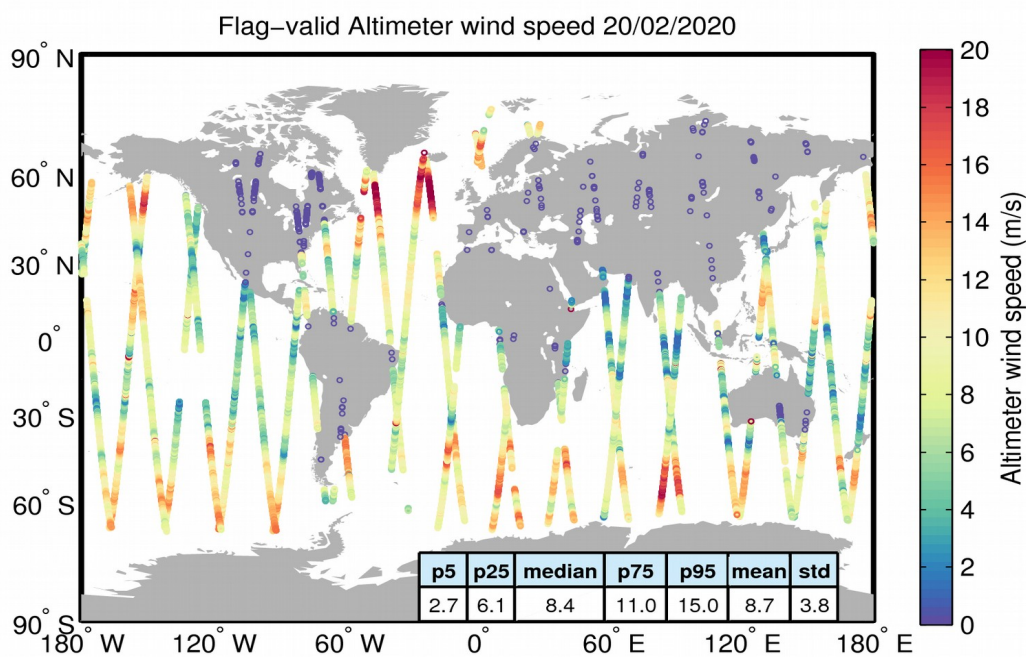 Flag−valid Altimeter wind speed 20/02/2020
90° N
60° N
30° N
0°
30° S
60° S
90° S
180° W
120° W
60° W
0°
60° E
120° E
180° E
p5 p25 median p75 p95 mean std
2.7 6.1 8.4 11.0 15.0 8.7 3.8
20
18
16
14
12
10
8
6
4
2
0
Altimeter wind speed (m/s)